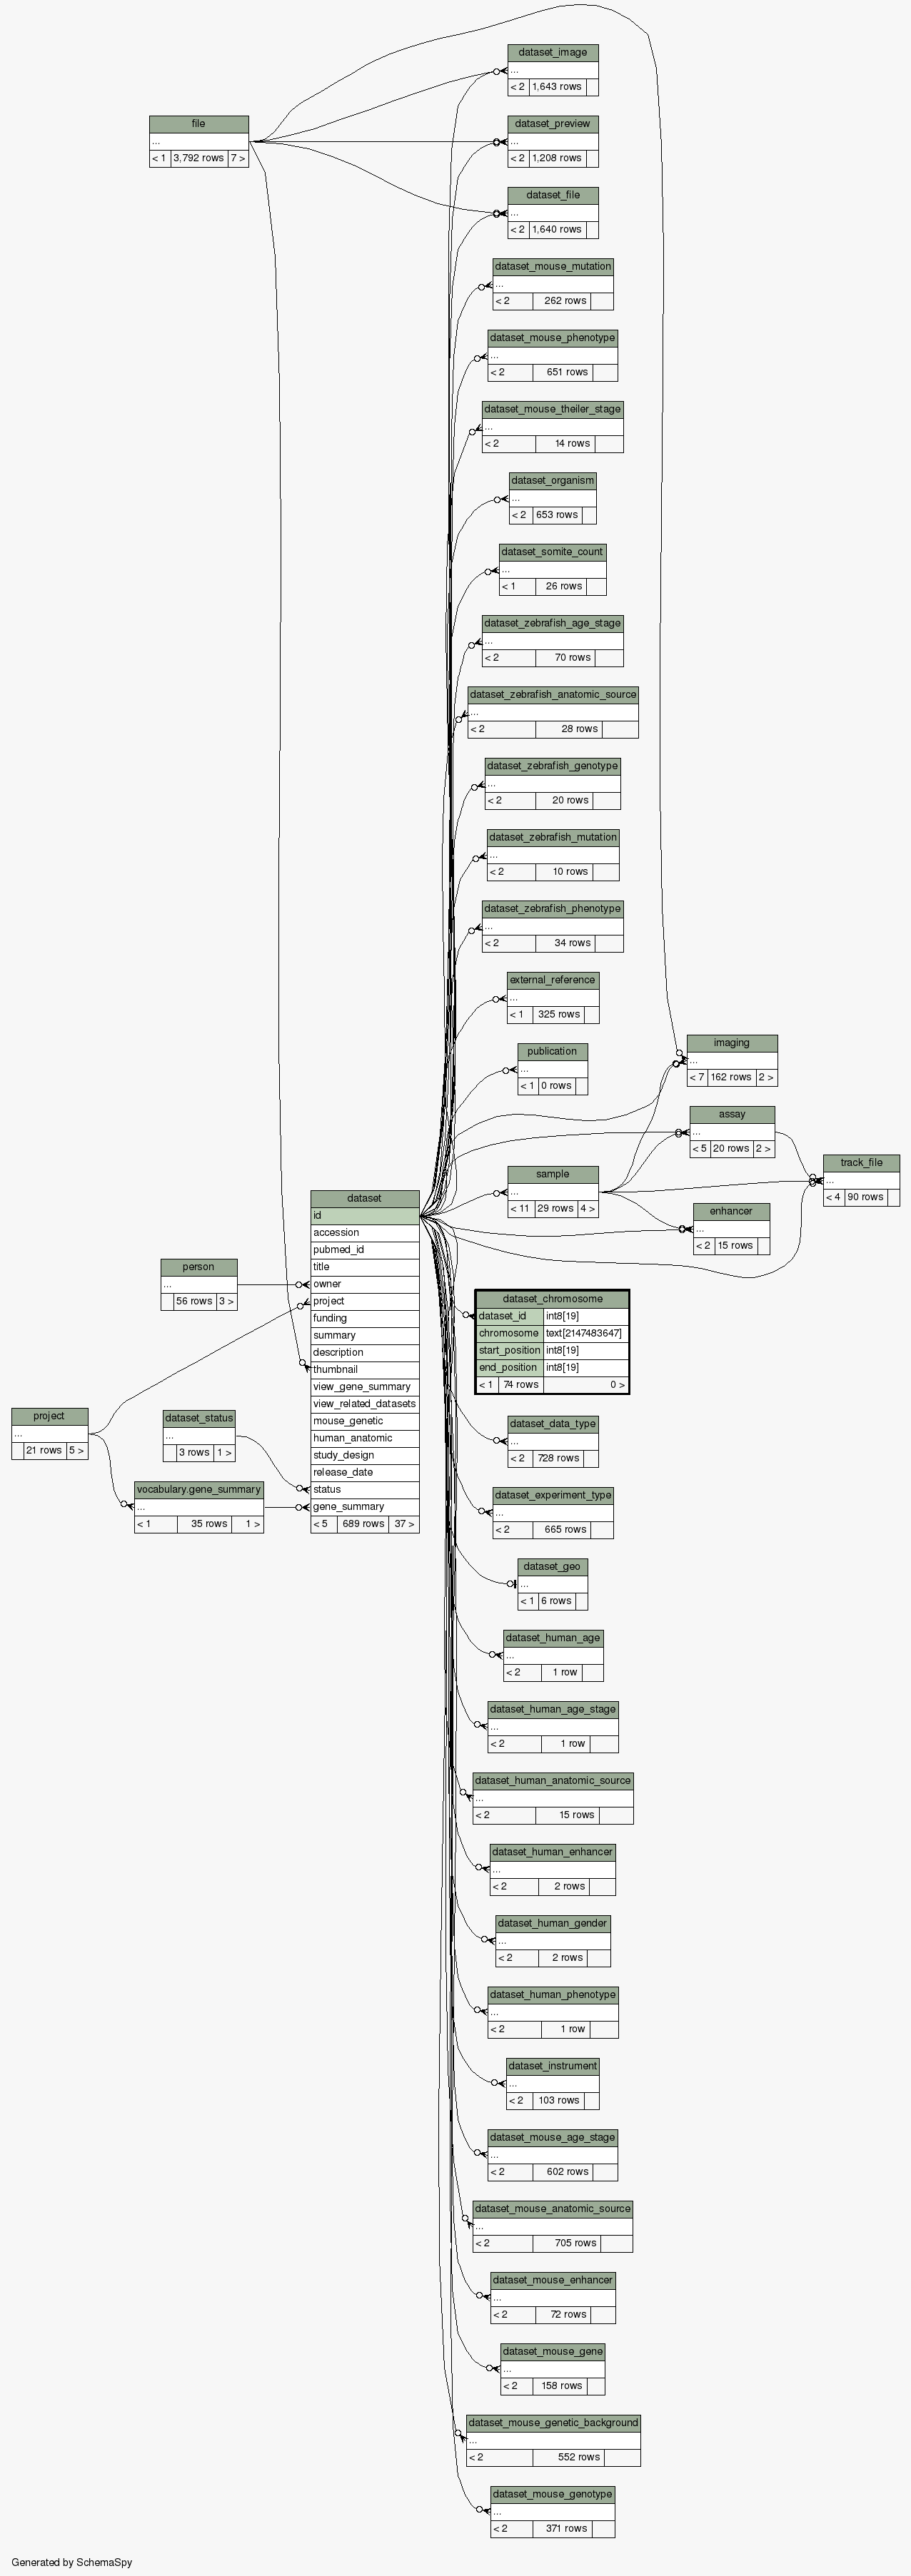 dataset_image
...
< 2 1,643 rows
file
...
< 1 3,792 rows 7 >
dataset_preview
...
< 2 1,208 rows
dataset_file
...
< 2 1,640 rows
dataset_mouse_mutation
...
< 2 262 rows
dataset_mouse_phenotype
...
< 2 651 rows
dataset_mouse_theiler_stage
...
< 2 14 rows
dataset_organism
...
< 2 653 rows
dataset_somite_count
...
< 1 26 rows
dataset_zebrafish_age_stage
...
< 2 70 rows
dataset_zebrafish_anatomic_source
...
< 2 28 rows
dataset_zebrafish_genotype
...
< 2 20 rows
dataset_zebrafish_mutation
...
< 2 10 rows
dataset_zebrafish_phenotype
...
< 2 34 rows
external_reference
...
< 1 325 rows
publication
...
< 1 0 rows
imaging
...
< 7 162 rows 2 >
assay
...
< 5 20 rows 2 >
track_file
...
< 4 90 rows
sample
...
< 11 29 rows 4 >
enhancer
...
< 2 15 rows
dataset
id
accession
pubmed_id
title
owner
project
funding
summary
description
thumbnail
view_gene_summary
view_related_datasets
mouse_genetic
human_anatomic
study_design
release_date
status
gene_summary
< 5 689 rows 37 >
person
...
56 rows 3 >
project
...
21 rows 5 >
dataset_status
...
3 rows 1 >
vocabulary.gene_summary
...
< 1 35 rows 1 >
dataset_chromosome
dataset_id int8[19]
chromosome text[2147483647]
start_position int8[19]
end_position int8[19]
< 1 74 rows 0 >
dataset_data_type
...
< 2 728 rows
dataset_experiment_type
...
< 2 665 rows
dataset_geo
...
< 1 6 rows
dataset_human_age
...
< 2 1 row
dataset_human_age_stage
...
< 2 1 row
dataset_human_anatomic_source
...
< 2 15 rows
dataset_human_enhancer
...
< 2 2 rows
dataset_human_gender
...
< 2 2 rows
dataset_human_phenotype
...
< 2 1 row
dataset_instrument
...
< 2 103 rows
dataset_mouse_age_stage
...
< 2 602 rows
dataset_mouse_anatomic_source
...
< 2 705 rows
dataset_mouse_enhancer
...
< 2 72 rows
dataset_mouse_gene
...
< 2 158 rows
dataset_mouse_genetic_background
...
< 2 552 rows
dataset_mouse_genotype
...
< 2 371 rows
Generated by SchemaSpy